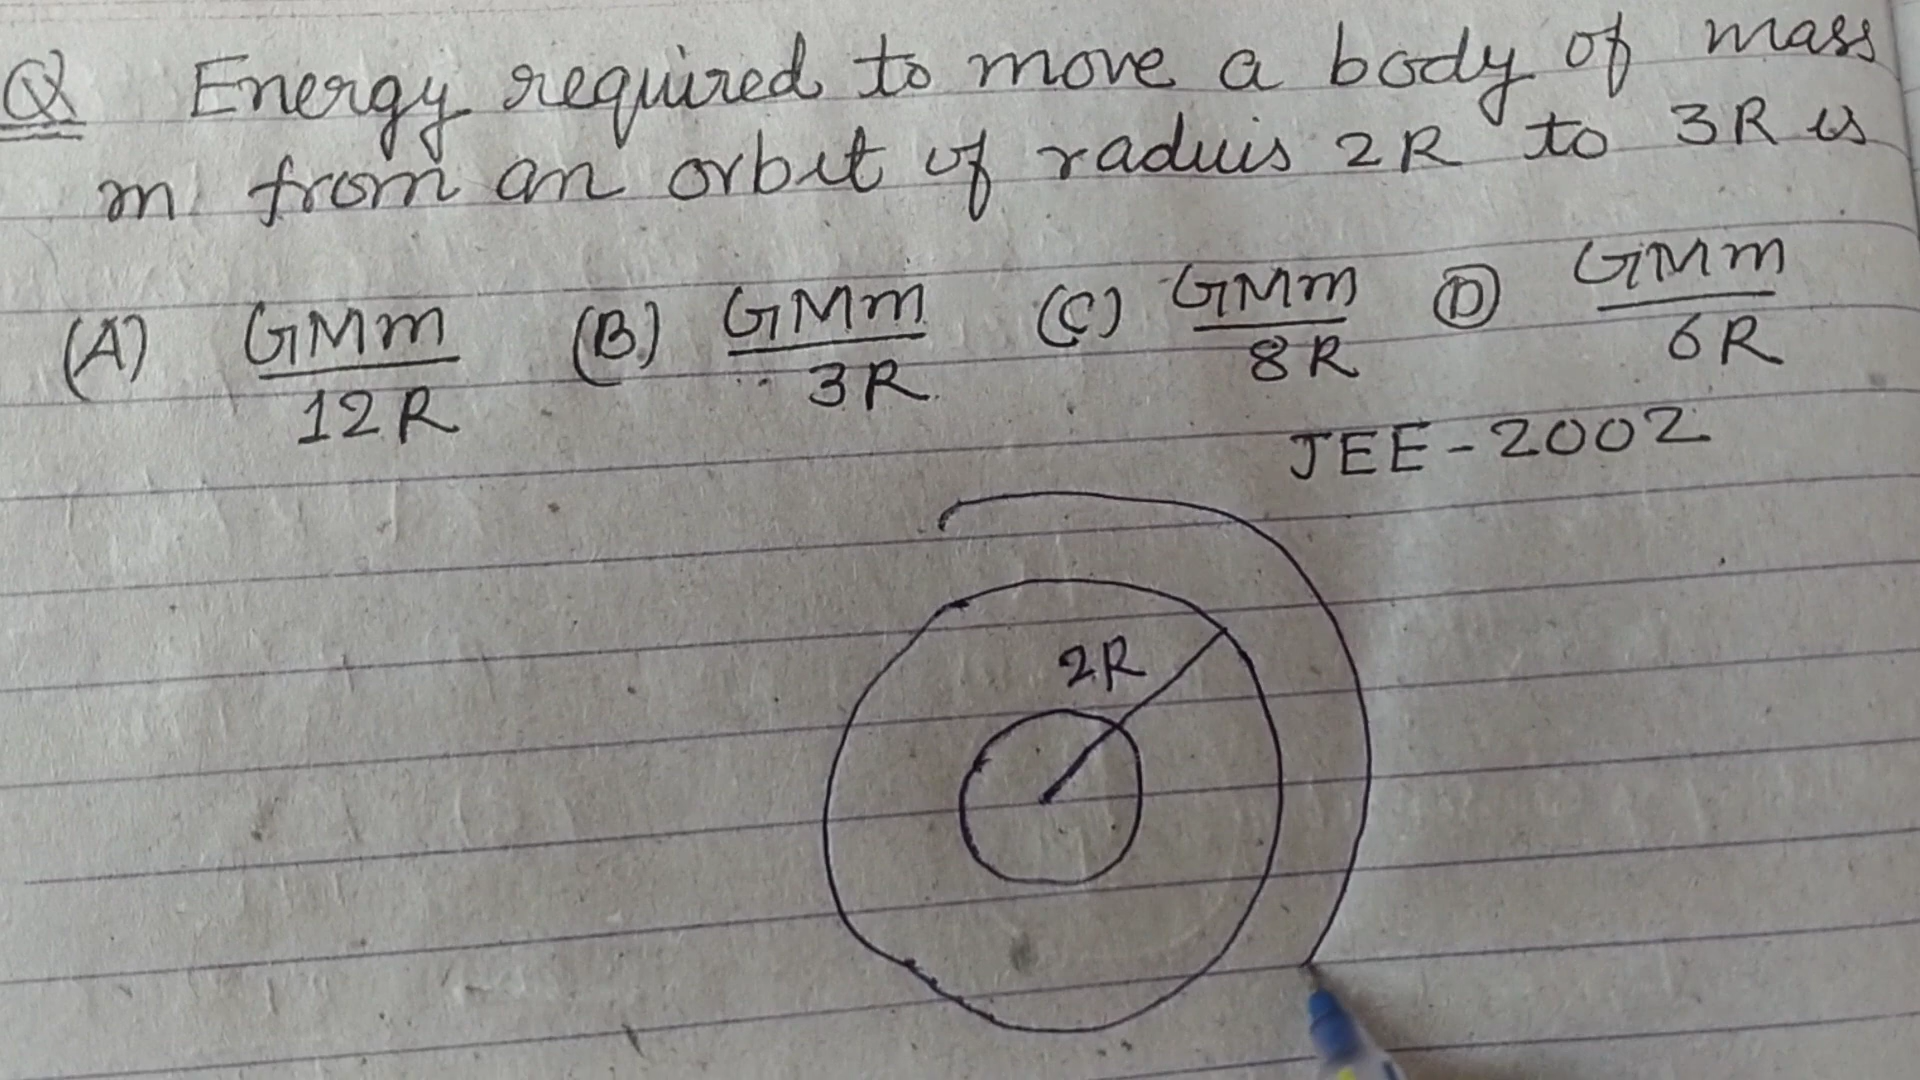 Q Energy required to move a body of mass
m from an orbit of raduis 2R to 3R is
(A) GMm/12R (B) GMm/3R (C) GMm/8R (D) GMm/6R
JEE-2002
2R